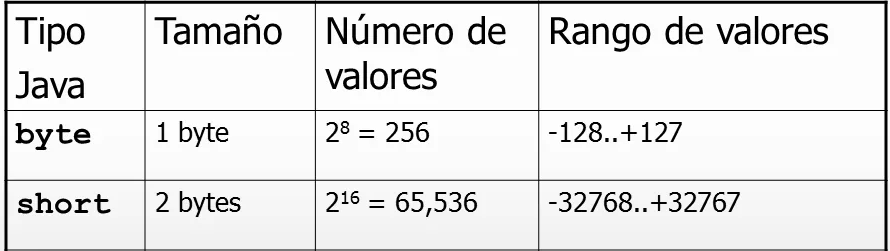 Tipo Java Tamaño Número de valores Rango de valores
byte 1 byte 2⁸ = 256 -128..+127
short 2 bytes 2¹⁶ = 65,536 -32768..+32767